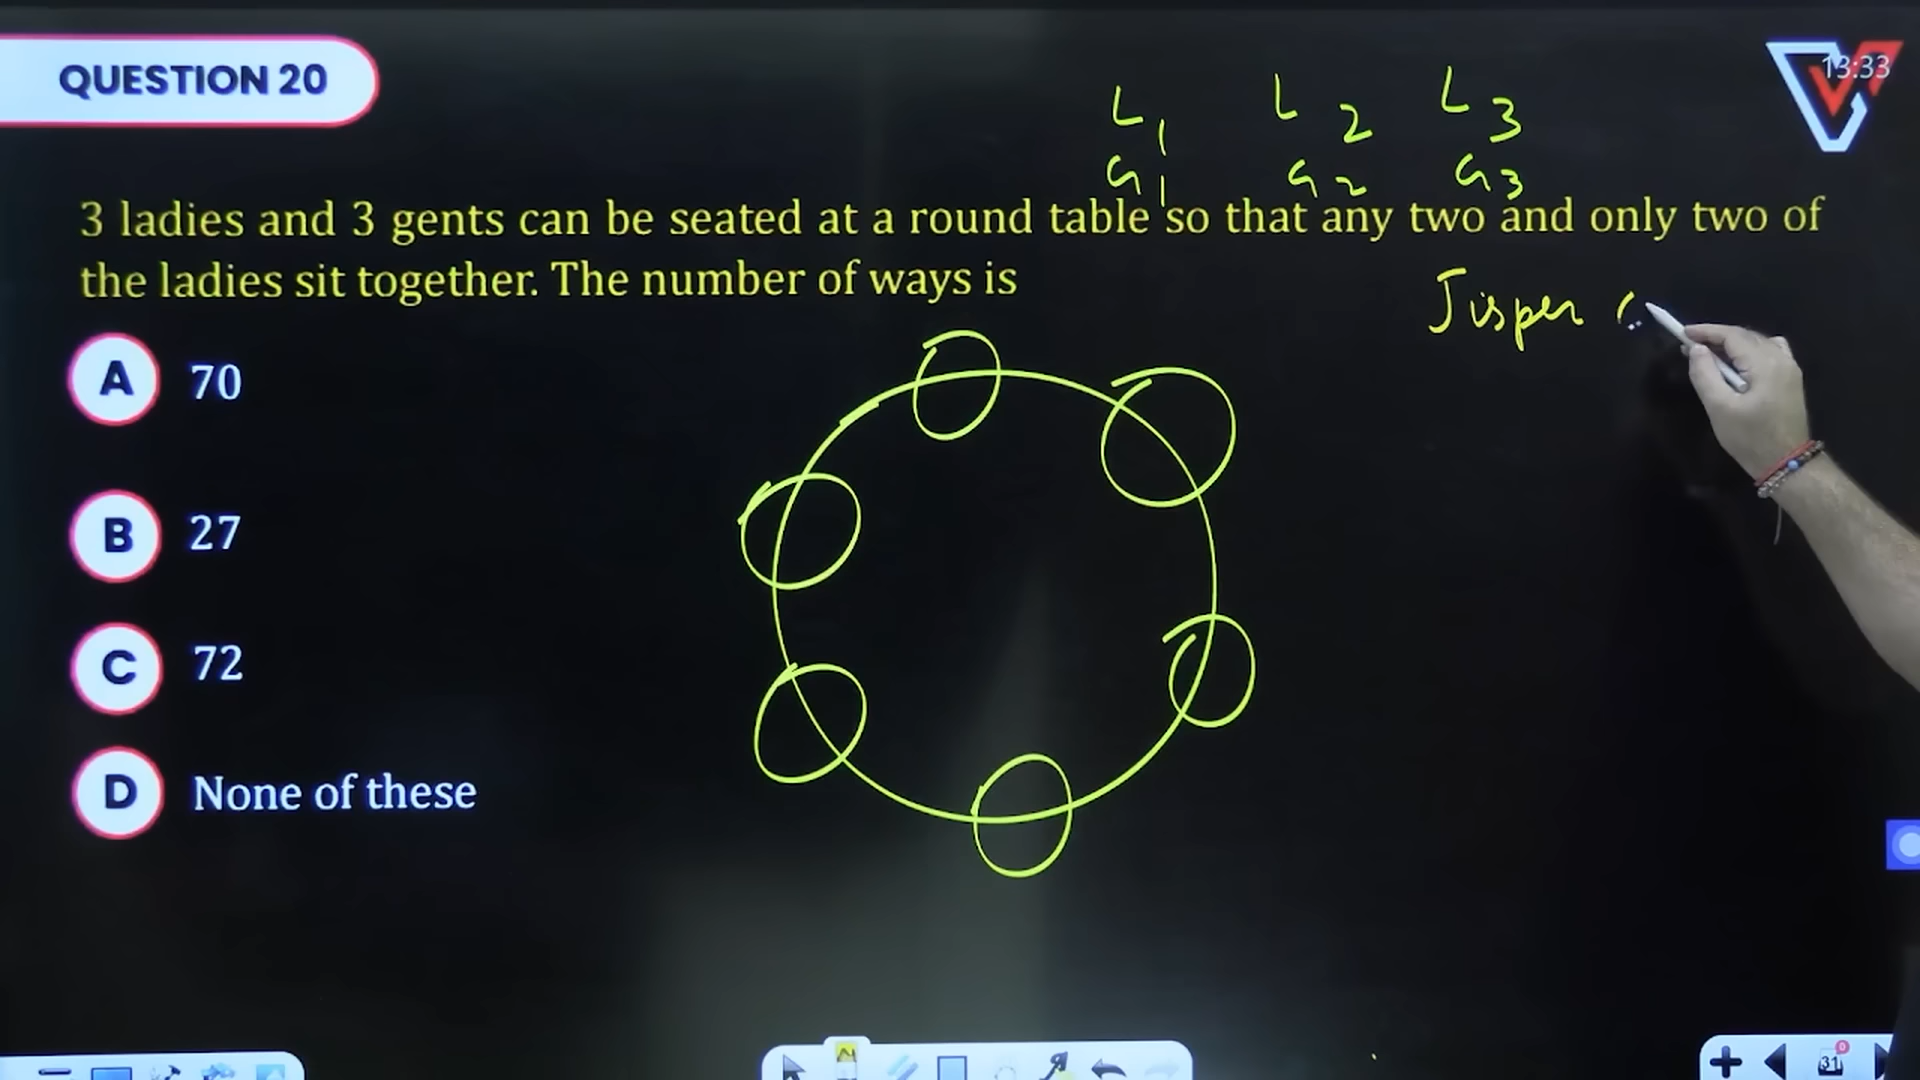 QUESTION 20
13:33
L1 L2 L3
G1 G2 G3
3 ladies and 3 gents can be seated at a round table so that any two and only two of
the ladies sit together. The number of ways is
Jisper
A 70
B 27
C 72
D None of these
31